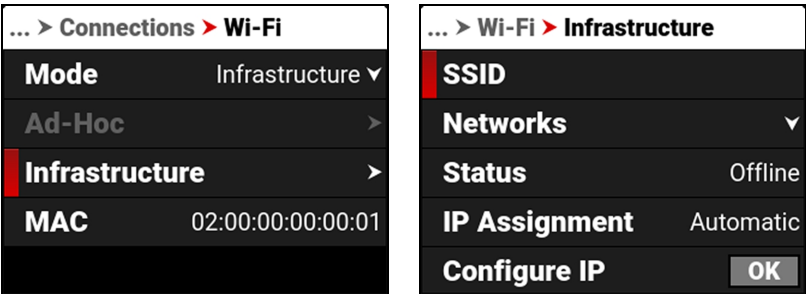 ... > Connections > Wi-Fi
Mode Infrastructure
Ad-Hoc >
Infrastructure >
MAC 02:00:00:00:00:01
... > Wi-Fi > Infrastructure
SSID
Networks
Status Offline
IP Assignment Automatic
Configure IP OK